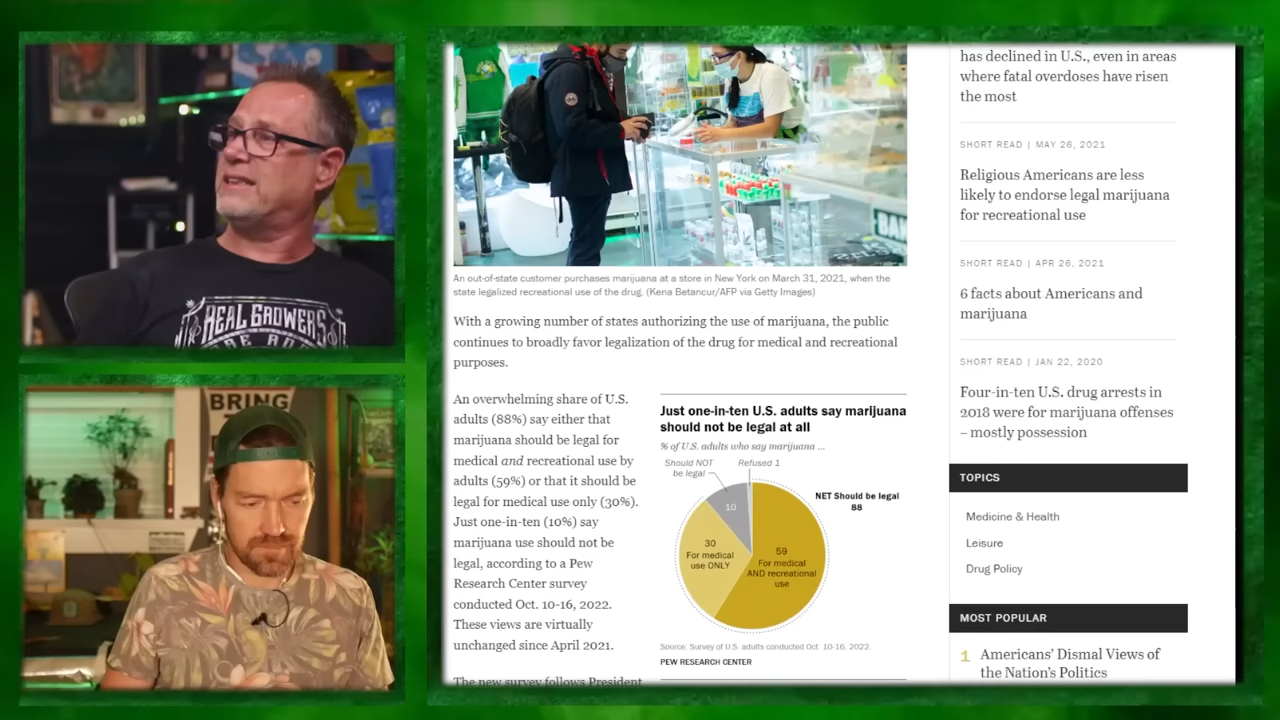 REAL GROWERS
BRING
An out-of-state customer purchases marijuana at a store in New York on March 31, 2021, when the
state legalized recreational use of the drug. (Kena Betancur/AFP via Getty Images)
With a growing number of states authorizing the use of marijuana, the public
continues to broadly favor legalization of the drug for medical and recreational
purposes.
An overwhelming share of U.S.
adults (88%) say either that
marijuana should be legal for
medical and recreational use by
adults (59%) or that it should be
legal for medical use only (30%).
Just one-in-ten (10%) say
marijuana use should not be
legal, according to a Pew
Research Center survey
conducted Oct. 10-16, 2022.
These views are virtually
unchanged since April 2021.
The new survey follows President
Just one-in-ten U.S. adults say marijuana
should not be legal at all
% of U.S. adults who say marijuana ...
Should NOT
be legal
Refused 1
NET Should be legal
88
10
30
For medical
use ONLY
59
For medical
AND recreational
use
Source: Survey of U.S. adults conducted Oct. 10-16, 2022.
PEW RESEARCH CENTER
has declined in U.S., even in areas
where fatal overdoses have risen
the most
SHORT READ | MAY 26, 2021
Religious Americans are less
likely to endorse legal marijuana
for recreational use
SHORT READ | APR 26, 2021
6 facts about Americans and
marijuana
SHORT READ | JAN 22, 2020
Four-in-ten U.S. drug arrests in
2018 were for marijuana offenses
– mostly possession
TOPICS
Medicine & Health
Leisure
Drug Policy
MOST POPULAR
1 Americans’ Dismal Views of
the Nation’s Politics